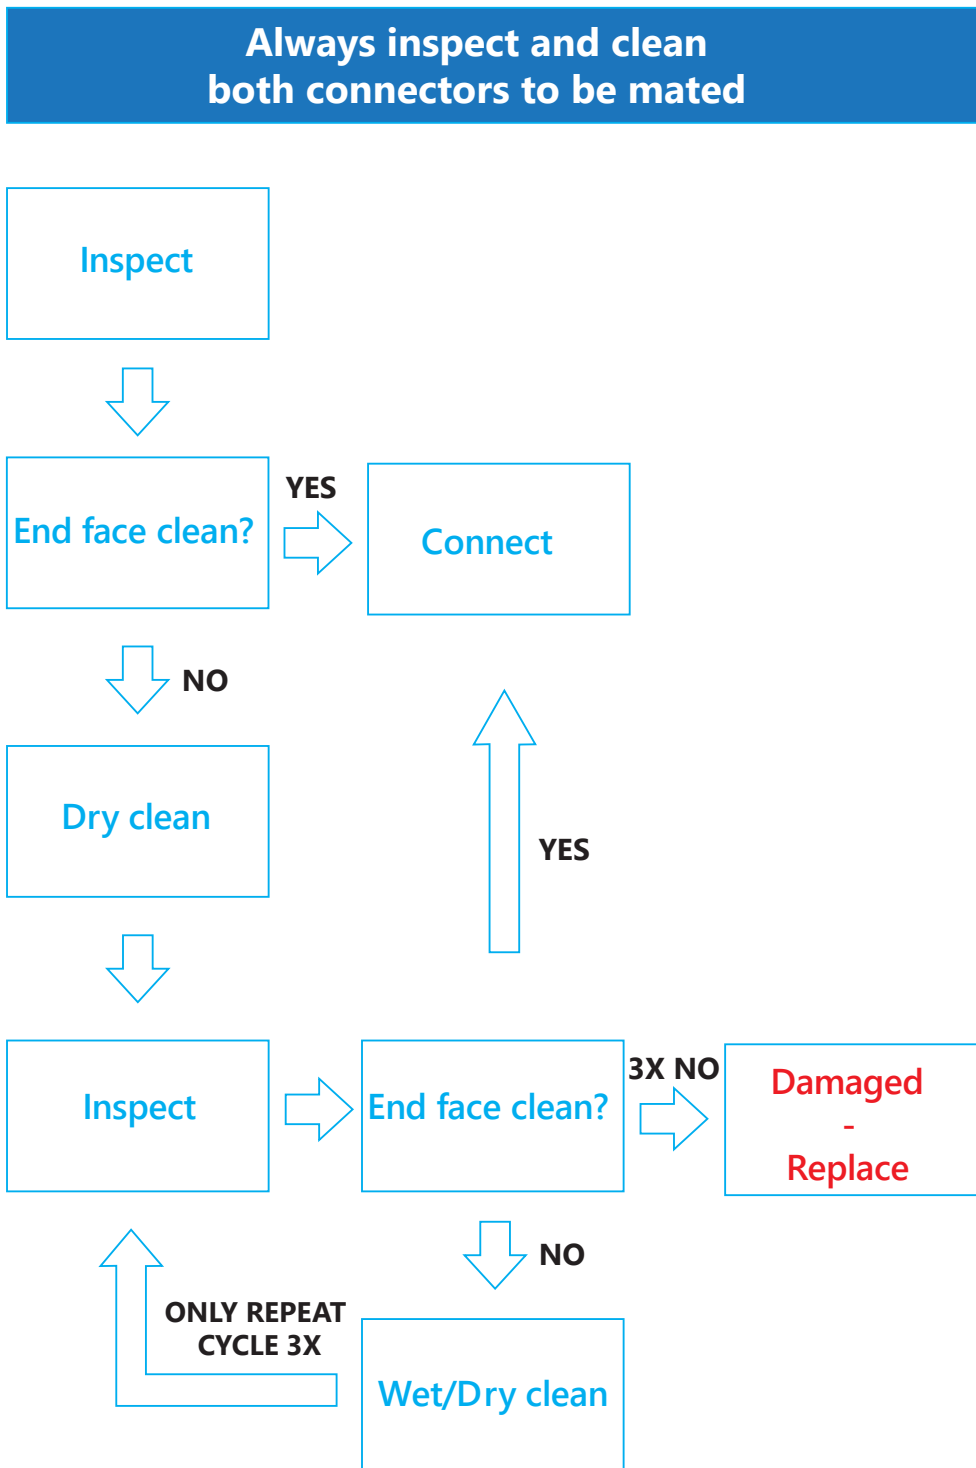 Always inspect and clean
both connectors to be mated
Inspect
End face clean?
YES
Connect
NO
Dry clean
YES
Inspect
End face clean?
3X NO
Damaged
-
Replace
NO
ONLY REPEAT
CYCLE 3X
Wet/Dry clean